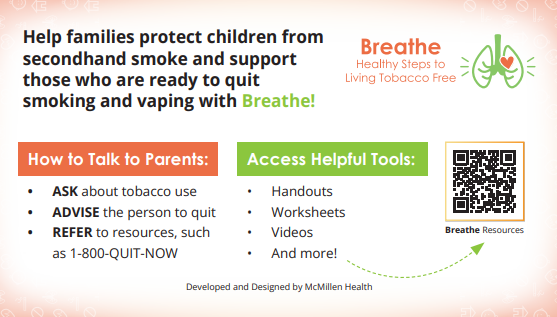 Help families protect children from
secondhand smoke and support
those who are ready to quit
smoking and vaping with Breathe!
Breathe
Healthy Steps to
Living Tobacco Free
How to Talk to Parents:
• ASK about tobacco use
• ADVISE the person to quit
• REFER to resources, such
as 1-800-QUIT-NOW
Access Helpful Tools:
• Handouts
• Worksheets
• Videos
• And more!
Breathe Resources
Developed and Designed by McMillen Health